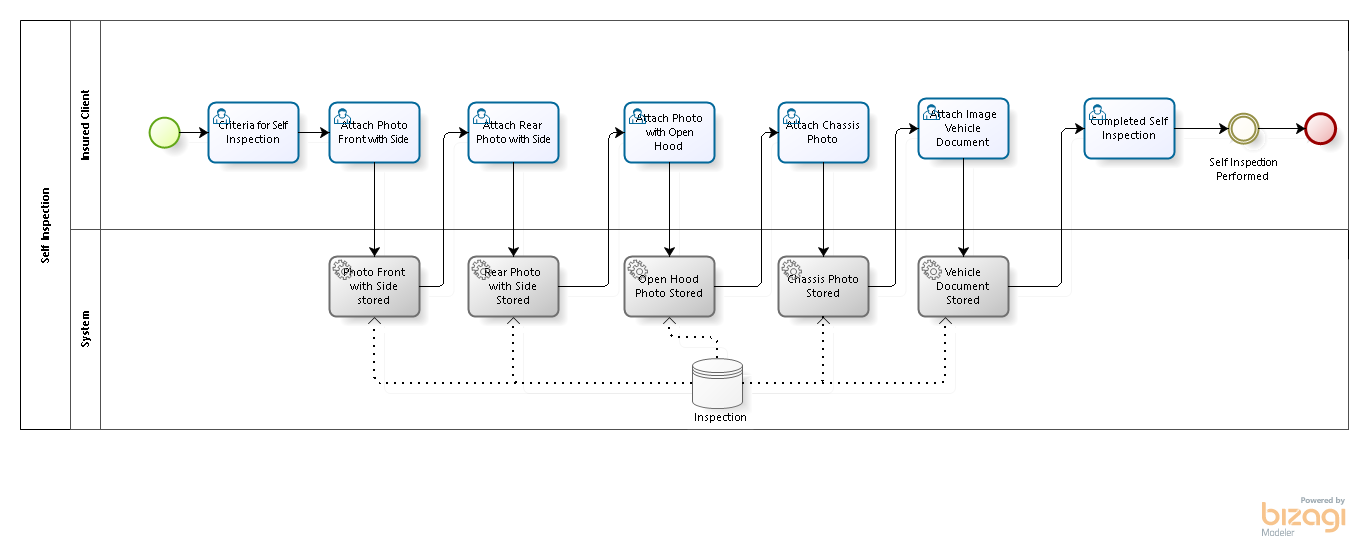 Self Inspection
Insured Client
Criteria for Self
Inspection
Attach Photo
Front with Side
Attach Rear
Photo with Side
Attach Photo
with Open
Hood
Attach Chassis
Photo
Attach Image
Vehicle
Document
Completed Self
Inspection
Self Inspection
Performed
System
Photo Front
with Side
stored
Rear Photo
with Side
Stored
Open Hood
Photo Stored
Chassis Photo
Stored
Vehicle
Document
Stored
Inspection
Powered by
bizagi
Modeler